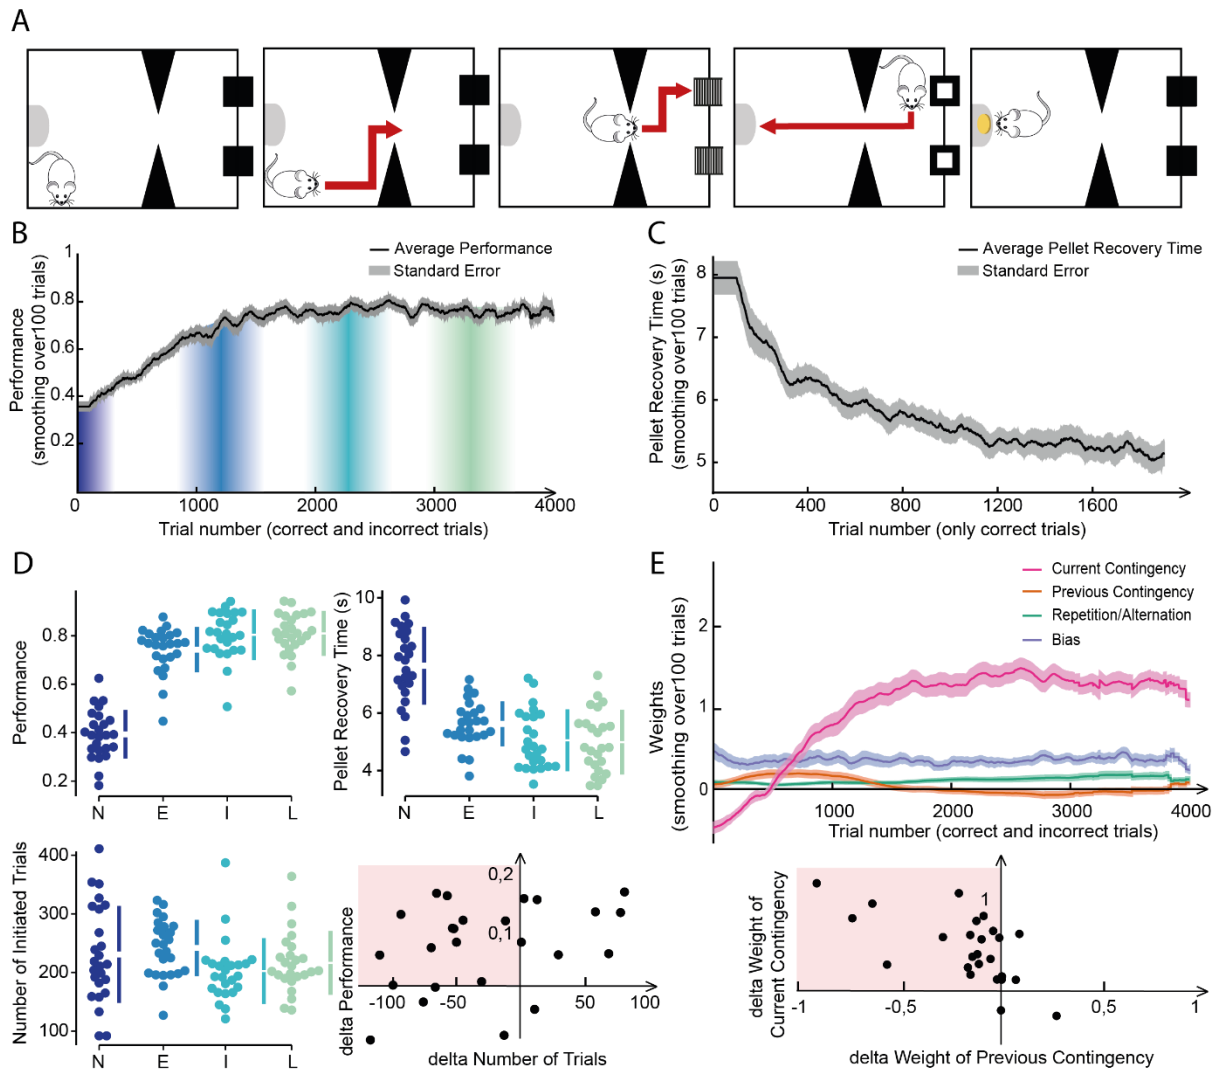 A
B
Average Performance
Standard Error
Performance
(smoothing over100 trials)
1
0.8
0.6
0.4
0.2
0 1000 2000 3000 4000
Trial number (correct and incorrect trials)
C
Average Pellet Recovery Time
Standard Error
Pellet Recovery Time (s)
(smoothing over100 trials)
8
7
6
5
0 400 800 1200 1600
Trial number (only correct trials)
D
Performance
0.8
0.6
0.4
0.2
N E I L
Pellet Recovery Time (s)
10
8
6
4
N E I L
Number of Initiated Trials
400
300
200
100
N E I L
delta Performance
0,2
0,1
-100 -50 50 100
delta Number of Trials
E
Current Contingency
Previous Contingency
Repetition/Alternation
Bias
Weights
(smoothing over100 trials)
2
1
0
1000 2000 3000 4000
Trial number (correct and incorrect trials)
delta Weight of
Current Contingency
1
-1 -0,5 0,5 1
delta Weight of Previous Contingency